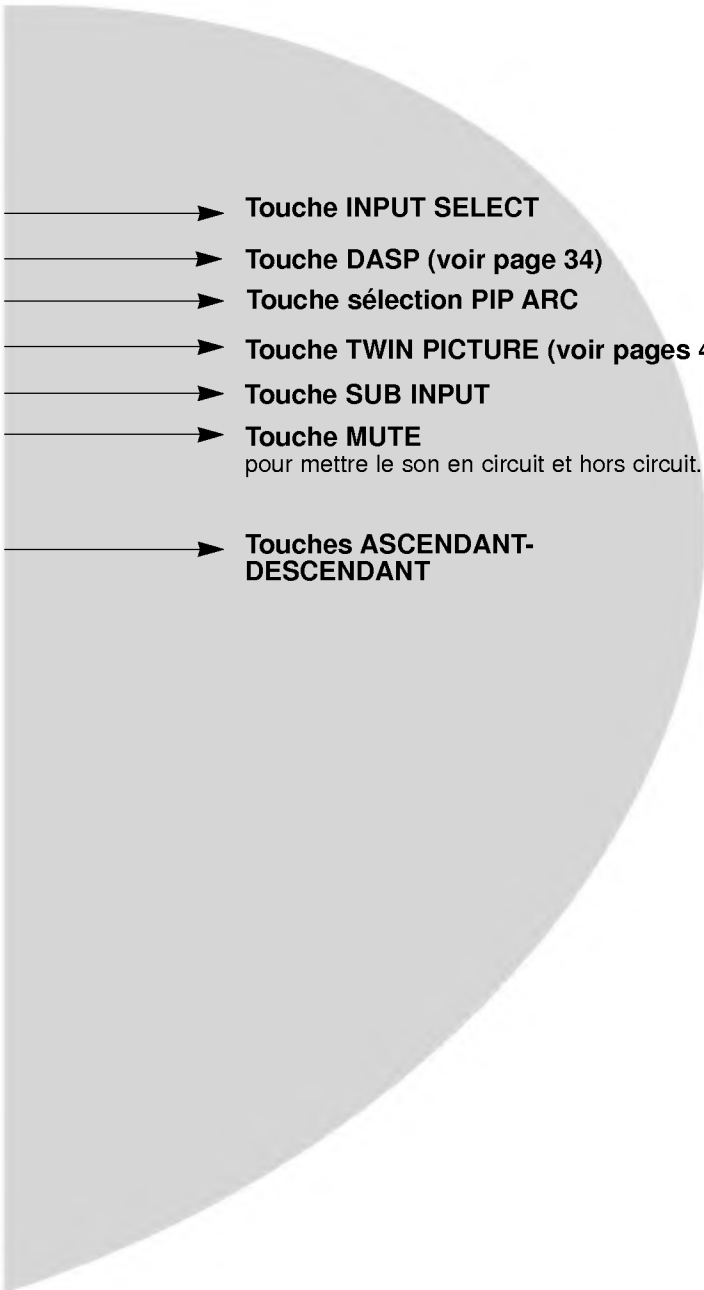 Touche INPUT SELECT
Touche DASP (voir page 34)
Touche sélection PIP ARC
Touche TWIN PICTURE (voir pages 4
Touche SUB INPUT
Touche MUTE
pour mettre le son en circuit et hors circuit.
Touches ASCENDANT-
DESCENDANT